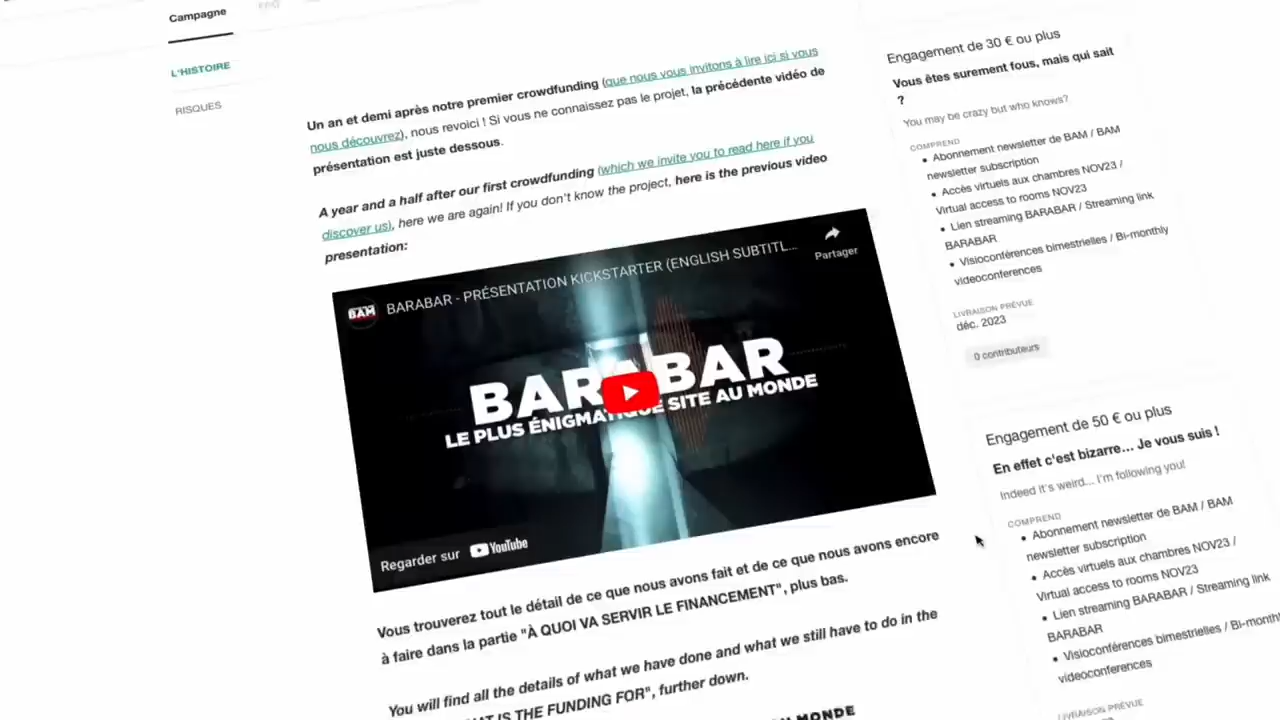 Campagne
FAQ
L'HISTOIRE
RISQUES
Un an et demi après notre premier crowdfunding (que nous vous invitons à lire ici si vous
nous découvrez), nous revoici ! Si vous ne connaissez pas le projet, la précédente vidéo de
présentation est juste dessous.
A year and a half after our first crowdfunding (which we invite you to read here if you
discover us), here we are again! If you don't know the project, here is the previous video
presentation:
BAM
BARABAR - PRÉSENTATION KICKSTARTER (ENGLISH SUBTITL...
Partager
BARABAR
LE PLUS ÉNIGMATIQUE SITE AU MONDE
Regarder sur YouTube
Vous trouverez tout le détail de ce que nous avons fait et de ce que nous avons encore
à faire dans la partie "À QUOI VA SERVIR LE FINANCEMENT", plus bas.
You will find all the details of what we have done and what we still have to do in the
IS THE FUNDING FOR", further down.
MONDE
Engagement de 30 € ou plus
Vous êtes surement fous, mais qui sait
?
You may be crazy but who knows?
COMPREND
• Abonnement newsletter de BAM / BAM
newsletter subscription
• Accès virtuels aux chambres NOV23 /
Virtual access to rooms NOV23
• Lien streaming BARABAR / Streaming link
BARABAR
• Visioconférences bimestrielles / Bi-monthly
videoconferences
LIVRAISON PRÉVUE
déc. 2023
0 contributeurs
Engagement de 50 € ou plus
En effet c'est bizarre... Je vous suis !
Indeed it's weird... I'm following you!
COMPREND
• Abonnement newsletter de BAM / BAM
newsletter subscription
• Accès virtuels aux chambres NOV23 /
Virtual access to rooms NOV23
• Lien streaming BARABAR / Streaming link
BARABAR
• Visioconférences bimestrielles / Bi-month
videoconferences
LIVRAISON PRÉVUE